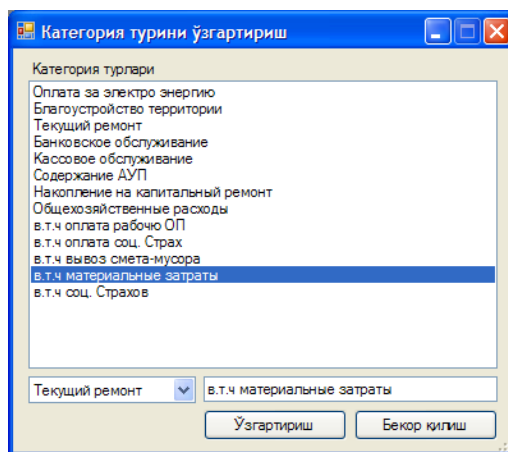 Категория турини ўзгартириш
Категория турлари
Оплата за электро энергию
Благоустройство территории
Текущий ремонт
Банковское обслуживание
Кассовое обслуживание
Содержание АУП
Накопление на капитальный ремонт
Общехозяйственные расходы
в.т.ч оплата рабочю ОП
в.т.ч оплата соц. Страх
в.т.ч вывоз смета-мусора
в.т.ч материальные затраты
в.т.ч соц. Страхов
Текущий ремонт в.т.ч материальные затраты
Ўзгартириш Бекор қилиш